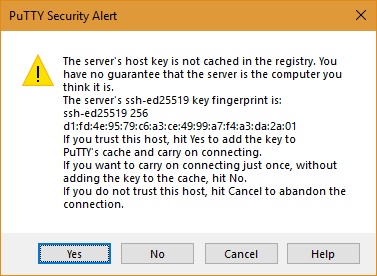 PuTTY Security Alert
The server's host key is not cached in the registry. You
have no guarantee that the server is the computer you
think it is.
The server's ssh-ed25519 key fingerprint is:
ssh-ed25519 256
d1:fd:4e:95:79:c6:a3:ce:49:99:a7:f4:a3:da:2a:01
If you trust this host, hit Yes to add the key to
PuTTY's cache and carry on connecting.
If you want to carry on connecting just once, without
adding the key to the cache, hit No.
If you do not trust this host, hit Cancel to abandon the
connection.
Yes
No
Cancel
Help